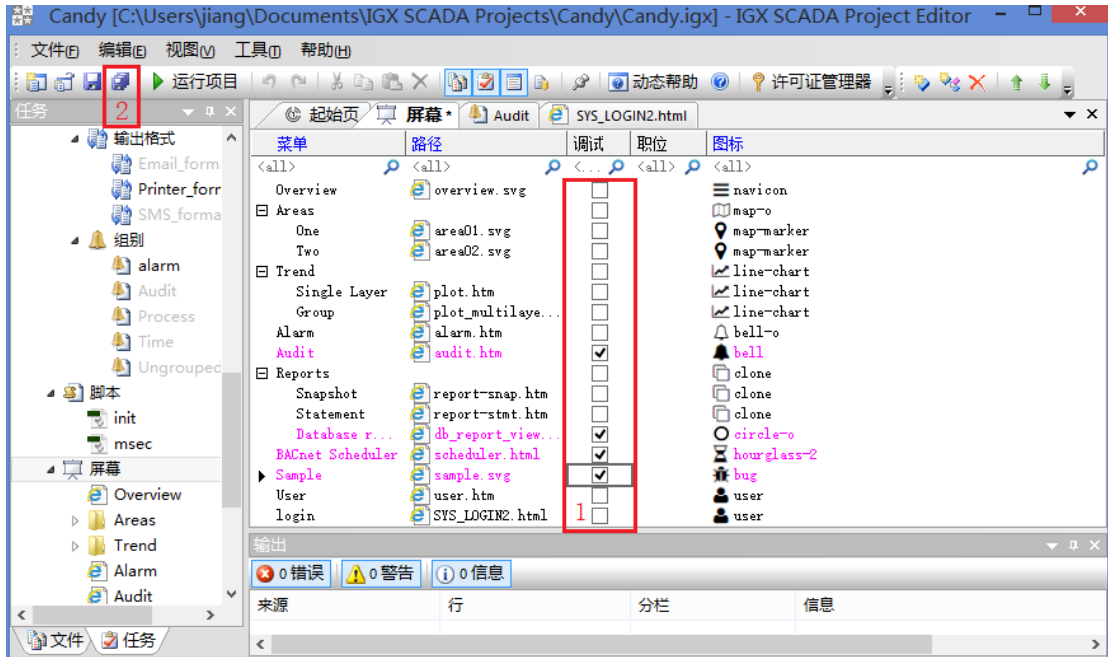 Candy [C:\Users\jiang\Documents\IGX SCADA Projects\Candy\Candy.igx] - IGX SCADA Project Editor
文件(F) 编辑(E) 视图(V) 工具(T) 帮助(H)
运行项目 动态帮助 许可证管理器
2
任务
输出格式
Email_form
Printer_forr
SMS_forma
组别
alarm
Audit
Process
Time
Ungrouped
脚本
init
msec
屏幕
Overview
Areas
Trend
Alarm
Audit
文件 任务
起始页 屏幕* Audit SYS_LOGIN2.html
菜单 路径 调试 职位 图标
<all> <all> <... <all> <all>
Overview overview.svg navicon
Areas map-o
One area01.svg map-marker
Two area02.svg map-marker
Trend line-chart
Single Layer plot.htm line-chart
Group plot_multilaye... line-chart
Alarm alarm.htm bell-o
Audit audit.htm bell
Reports clone
Snapshot report-snap.htm clone
Statement report-stmt.htm clone
Database r... db_report_view... circle-o
BACnet Scheduler scheduler.html hourglass-2
Sample sample.svg bug
User user.htm user
login SYS_LOGIN2.html 1 user
输出
0 错误 0 警告 0 信息
来源 行 分栏 信息